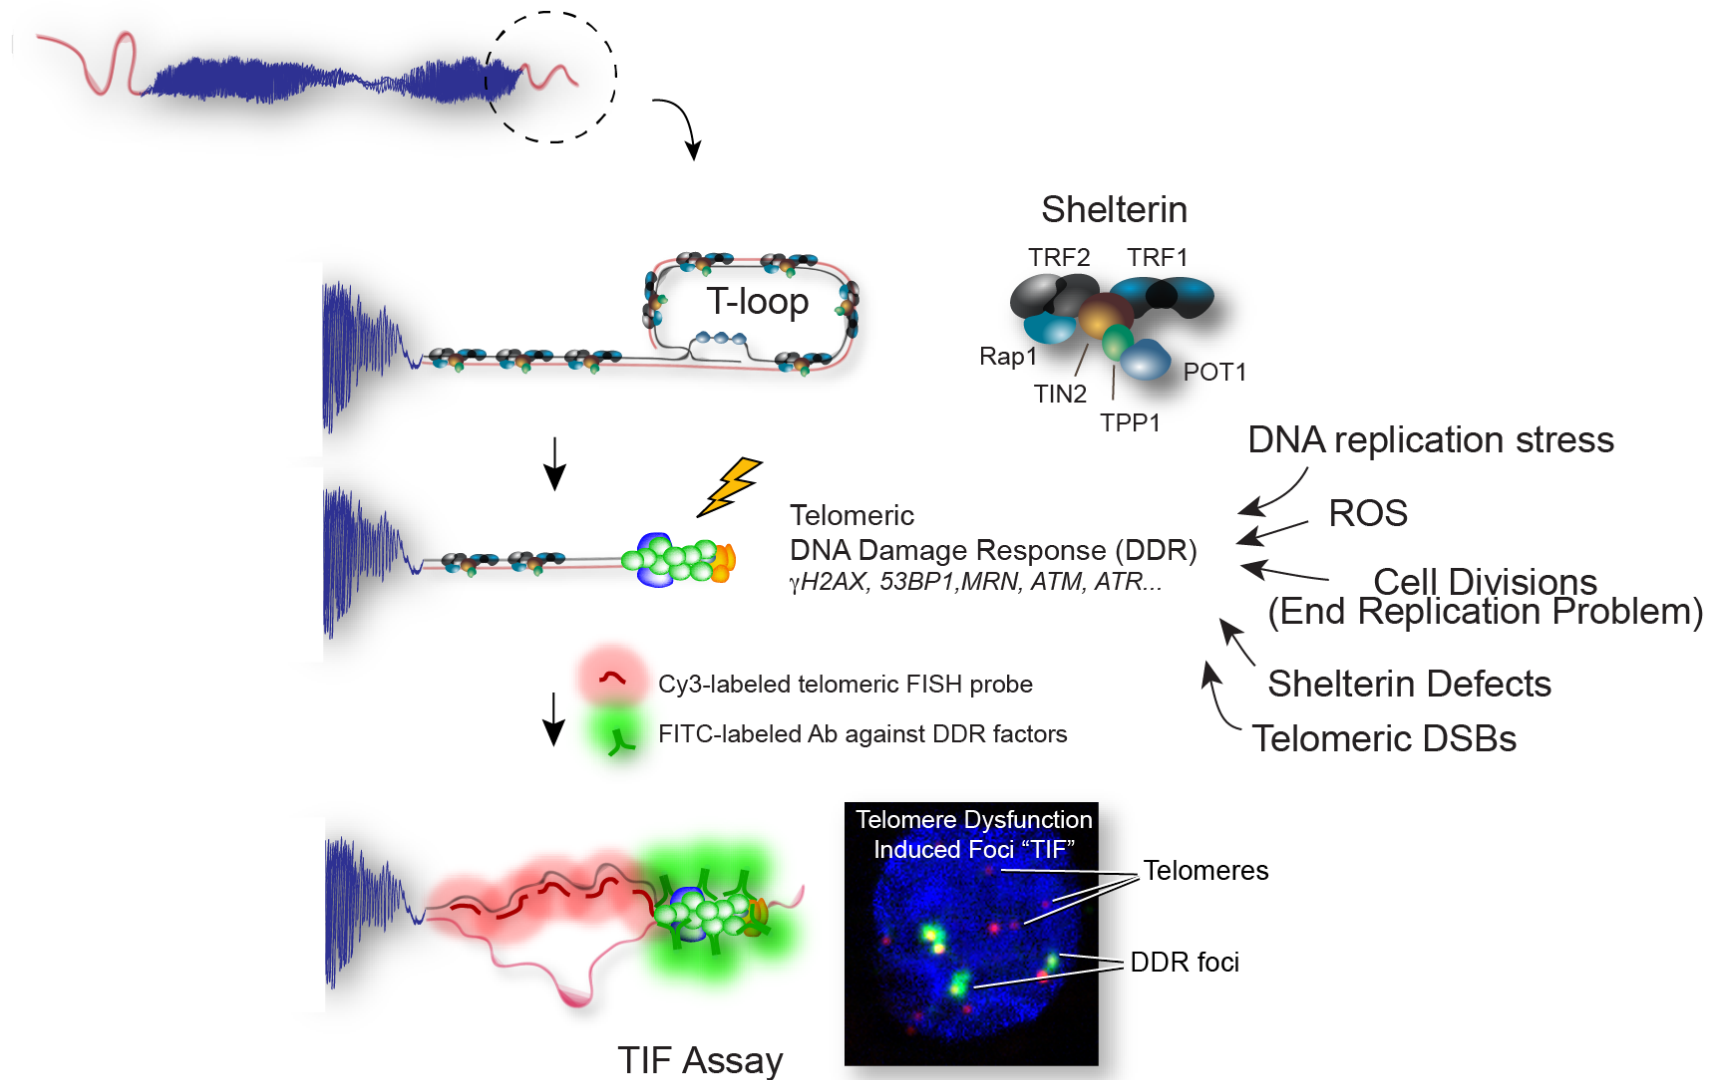 Shelterin
TRF2
TRF1
T-loop
Rap1
TIN2
TPP1
POT1
DNA replication stress
ROS
Cell Divisions
(End Replication Problem)
Shelterin Defects
Telomeric DSBs
Telomeric
DNA Damage Response (DDR)
γH2AX, 53BP1,MRN, ATM, ATR...
Cy3-labeled telomeric FISH probe
FITC-labeled Ab against DDR factors
Telomere Dysfunction
Induced Foci “TIF”
Telomeres
DDR foci
TIF Assay